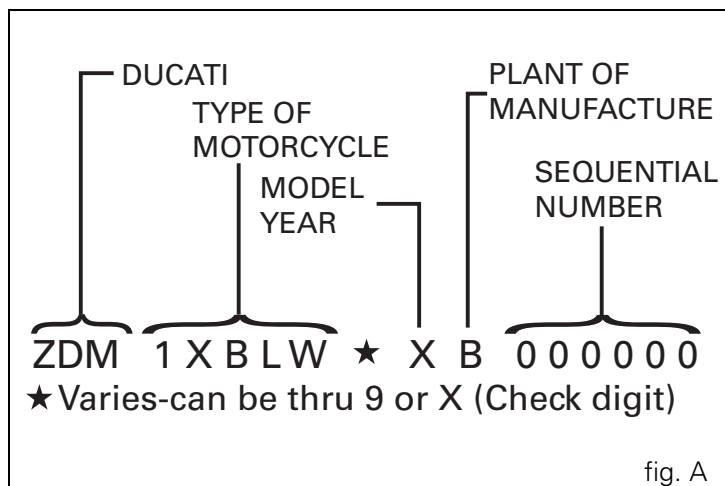 DUCATI
TYPE OF
MOTORCYCLE
MODEL
YEAR
PLANT OF
MANUFACTURE
SEQUENTIAL
NUMBER
ZDM 1 X B L W ★ X B 0 0 0 0 0 0
★ Varies-can be thru 9 or X (Check digit)
fig. A